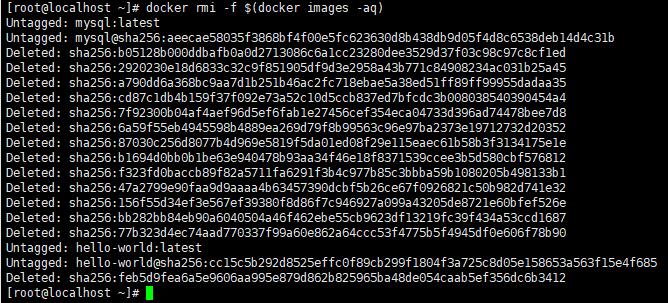 [root@localhost ~]# docker rmi -f $(docker images -aq)
Untagged: mysql:latest
Untagged: mysql@sha256:aeecae58035f3868bf4f00e5fc623630d8b438db9d05f4d8c6538deb14d4c31b
Deleted: sha256:b05128b000ddbafb0a0d2713086c6a1cc23280dee3529d37f03c98c97c8cf1ed
Deleted: sha256:2920230e18d6833c32c9f851905df9d3e2958a43b771c84908234ac031b25a45
Deleted: sha256:a790dd6a368bc9aa7d1b251b46ac2fc718ebae5a38ed51ff89ff99955dadaa35
Deleted: sha256:cd87c1db4b159f37f092e73a52c10d5ccb837ed7bfcdc3b008038540390454a4
Deleted: sha256:7f92300b04af4aef96d5ef6fab1e27456cef354eca04733d396ad74478bee7d8
Deleted: sha256:6a59f55eb4945598b4889ea269d79f8b99563c96e97ba2373e19712732d20352
Deleted: sha256:87030c256d8077b4d969e5819f5da01ed08f29e115eaec61b58b3f3134175e1e
Deleted: sha256:b1694d0bb0b1be63e940478b93aa34f46e18f8371539ccee3b5d580cbf576812
Deleted: sha256:f323fd0baccb89f82a5711fa6291f3b4c977b85c3bbba59b1080205b498133b1
Deleted: sha256:47a2799e90faa9d9aaaa4b63457390dcbf5b26ce67f0926821c50b982d741e32
Deleted: sha256:156f55d34ef3e567ef39380f8d86f7c946927a099a43205de8721e60bfef526e
Deleted: sha256:bb282bb84eb90a6040504a46f462ebe55cb9623df13219fc39f434a53ccd1687
Deleted: sha256:77b323d4ec74aad770337f99a60e862a64ccc53f4775b5f4945df0e606f78b90
Untagged: hello-world:latest
Untagged: hello-world@sha256:cc15c5b292d8525effc0f89cb299f1804f3a725c8d05e158653a563f15e4f685
Deleted: sha256:feb5d9fea6a5e9606aa995e879d862b825965ba48de054caab5ef356dc6b3412
[root@localhost ~]#